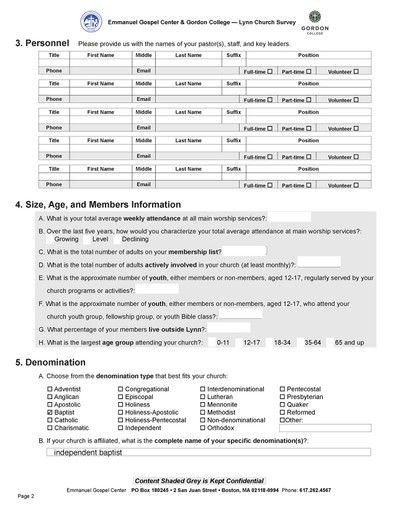 Emmanuel Gospel Center & Gordon College — Lynn Church Survey
GORDON
COLLEGE
3. Personnel Please provide us with the names of your pastor(s), staff, and key leaders.
Title First Name Middle Last Name Suffix Position
Phone Email Full-time ☐ Part-time ☐ Volunteer ☐
Title First Name Middle Last Name Suffix Position
Phone Email Full-time ☐ Part-time ☐ Volunteer ☐
Title First Name Middle Last Name Suffix Position
Phone Email Full-time ☐ Part-time ☐ Volunteer ☐
Title First Name Middle Last Name Suffix Position
Phone Email Full-time ☐ Part-time ☐ Volunteer ☐
Title First Name Middle Last Name Suffix Position
Phone Email Full-time ☐ Part-time ☐ Volunteer ☐
4. Size, Age, and Members Information
A. What is your total average weekly attendance at all main worship services?:
B. Over the last five years, how would you characterize your total average attendance at main worship services?:
Growing Level Declining
C. What is the total number of adults on your membership list?:
D. What is the total number of adults actively involved in your church (at least monthly)?:
E. What is the approximate number of youth, either members or non-members, aged 12-17, regularly served by your
church programs or activities?:
F. What is the approximate number of youth, either members or non-members, aged 12-17, who attend your
church youth group, fellowship group, or youth Bible class?:
G. What percentage of your members live outside Lynn?:
H. What is the largest age group attending your church?: 0-11 12-17 18-34 35-64 65 and up
5. Denomination
A. Choose from the denomination type that best fits your church:
☐ Adventist ☐ Congregational ☐ Interdenominational ☐ Pentecostal
☐ Anglican ☐ Episcopal ☐ Lutheran ☐ Presbyterian
☐ Apostolic ☐ Holiness ☐ Mennonite ☐ Quaker
☑ Baptist ☐ Holiness-Apostolic ☐ Methodist ☐ Reformed
☐ Catholic ☐ Holiness-Pentecostal ☐ Non-denominational ☐Other:
☐ Charismatic ☐ Independent ☐ Orthodox
B. If your church is affiliated, what is the complete name of your specific denomination(s)?:
independent baptist
Content Shaded Grey is Kept Confidential
Emmanuel Gospel Center PO Box 180245 • 2 San Juan Street • Boston, MA 02118-0994 Phone: 617.262.4567
Page 2